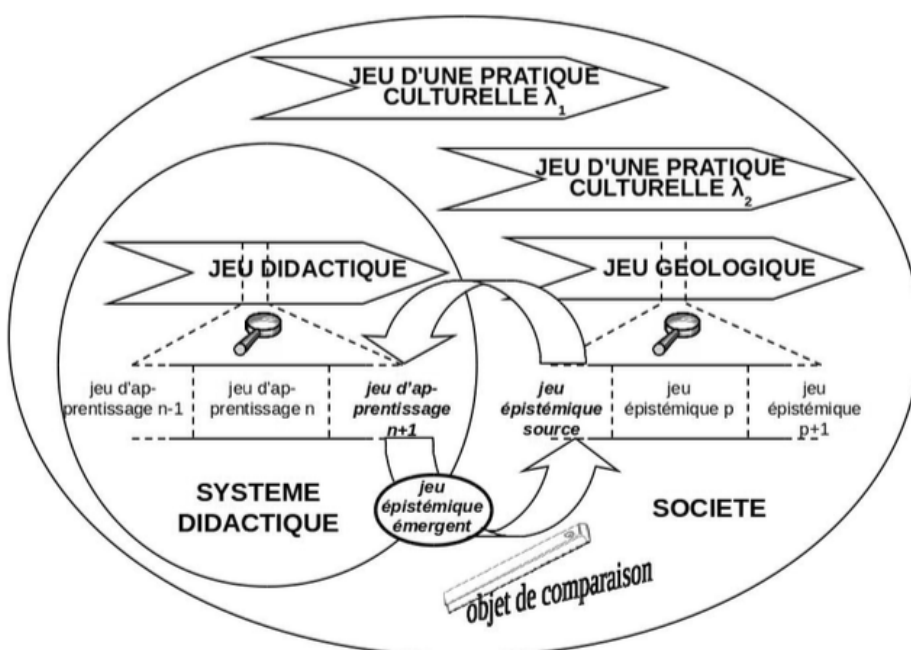 JEU D'UNE PRATIQUE
CULTURELLE λ1
JEU D'UNE PRATIQUE
CULTURELLE λ2
JEU DIDACTIQUE
JEU GEOLOGIQUE
jeu d'ap-
prentissage n-1
jeu d'ap-
prentissage n
jeu d'ap-
prentissage
n+1
jeu
épistémique
source
jeu
épistémique p
jeu
épistémique
p+1
SYSTEME
DIDACTIQUE
jeu
épistémique
émergent
SOCIETE
objet de comparaison